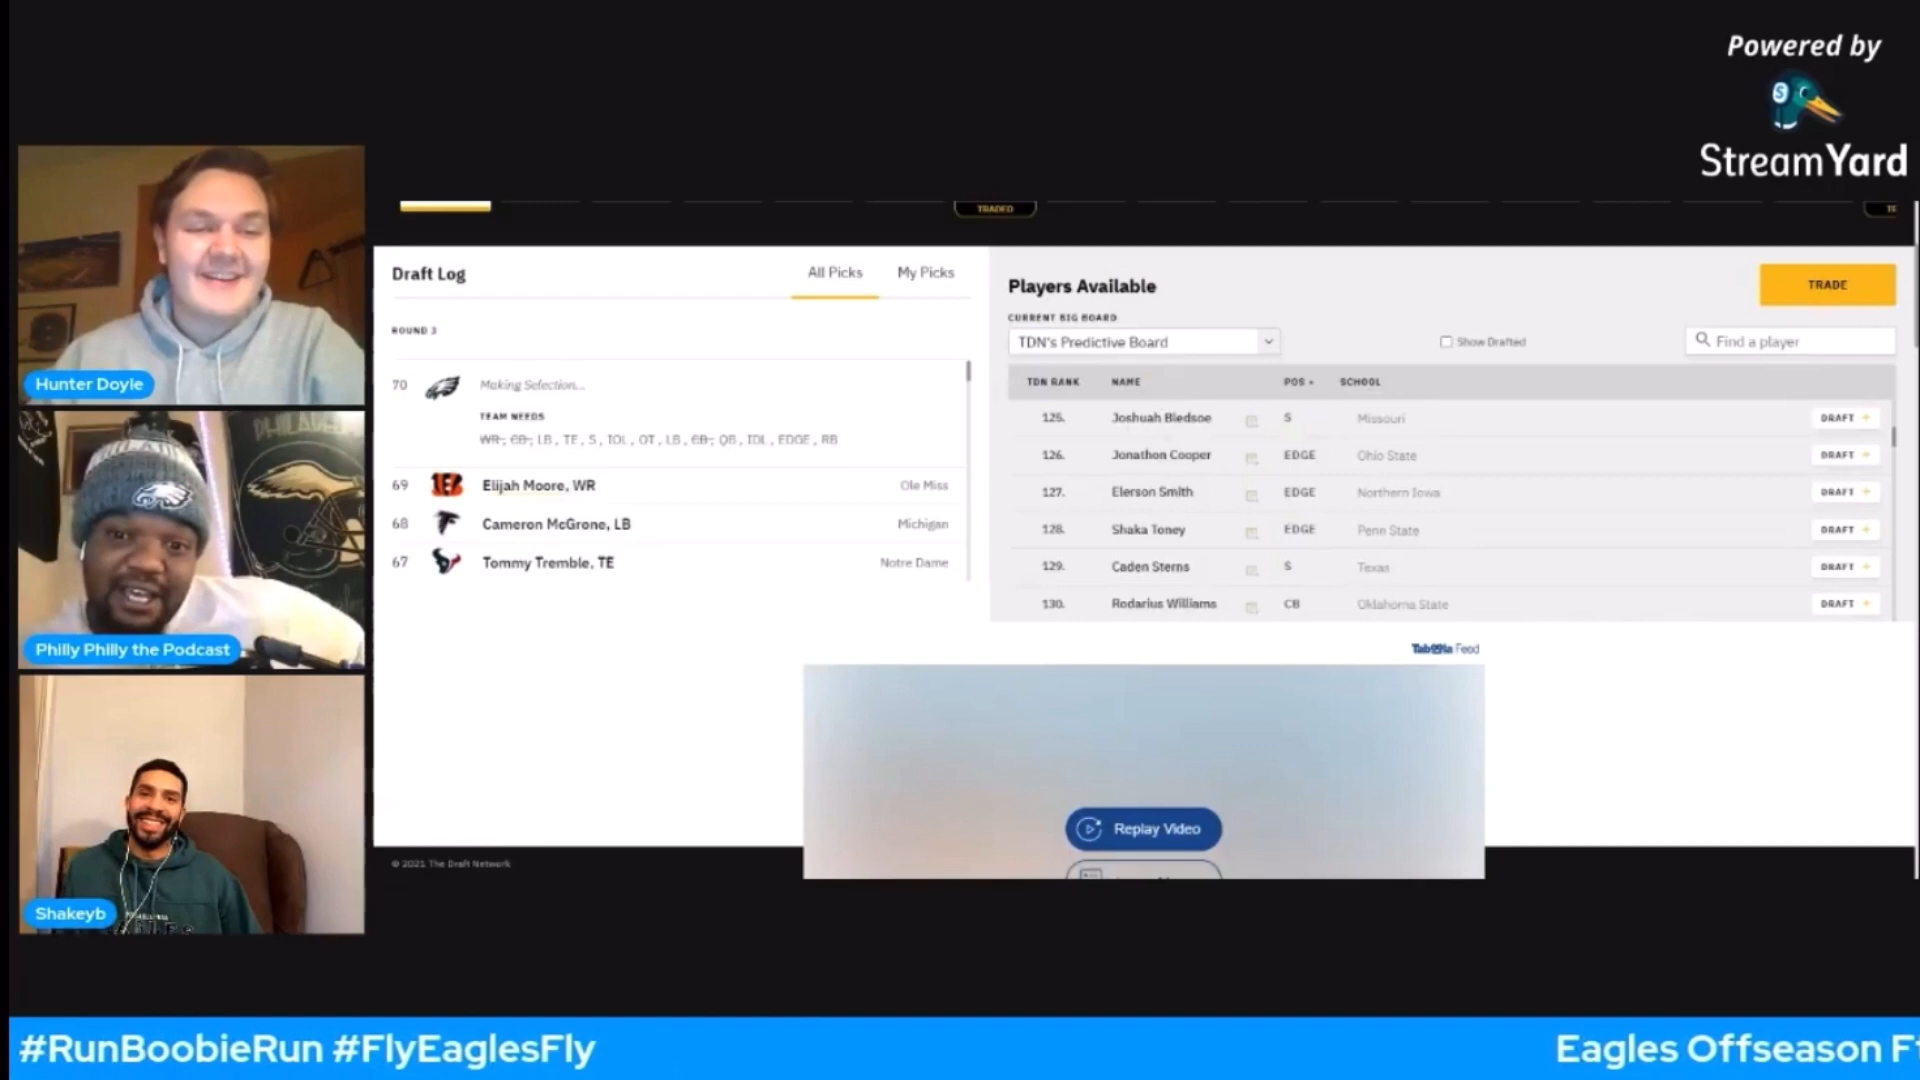 Powered by
StreamYard
TRADED
Draft Log
All Picks
My Picks
ROUND 3
70
Making Selection...
TEAM NEEDS
WR, CB, LB, TE, S, IOL, OT, LB, CB, QB, IDL, EDGE, RB
69 Elijah Moore, WR Ole Miss
68 Cameron McGrone, LB Michigan
67 Tommy Tremble, TE Notre Dame
Players Available
TRADE
CURRENT BIG BOARD
TDN's Predictive Board
Show Drafted
Find a player
TDN RANK NAME POS SCHOOL
125. Joshuah Bledsoe S Missouri DRAFT +
126. Jonathon Cooper EDGE Ohio State DRAFT +
127. Elerson Smith EDGE Northern Iowa DRAFT +
128. Shaka Toney EDGE Penn State DRAFT +
129. Caden Sterns S Texas DRAFT +
130. Rodarius Williams CB Oklahoma State DRAFT +
Taboola Feed
Replay Video
© 2021 The Draft Network
Hunter Doyle
Philly Philly the Podcast
Shakeyb
#RunBoobieRun #FlyEaglesFly
Eagles Offseason